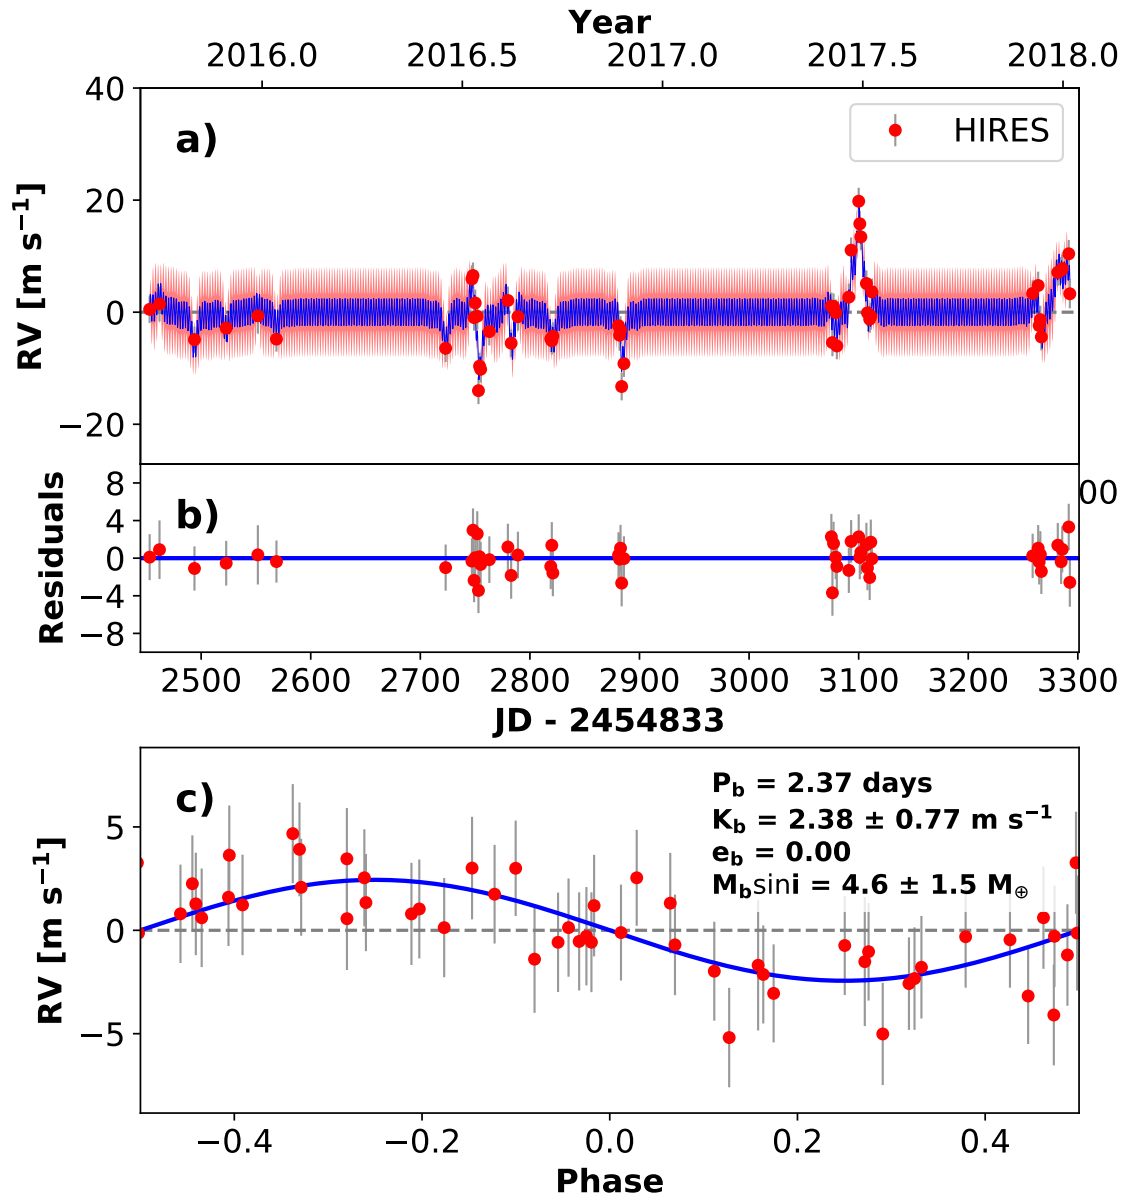 Year
2016.0 2016.5 2017.0 2017.5 2018.0
a)
HIRES
RV [m s⁻¹]
40
20
0
−20
b)
Residuals
8
4
0
−4
−8
00
2500 2600 2700 2800 2900 3000 3100 3200 3300
JD - 2454833
c)
P_b = 2.37 days
K_b = 2.38 ± 0.77 m s⁻¹
e_b = 0.00
M_b sini = 4.6 ± 1.5 M_⊕
RV [m s⁻¹]
5
0
−5
−0.4 −0.2 0.0 0.2 0.4
Phase